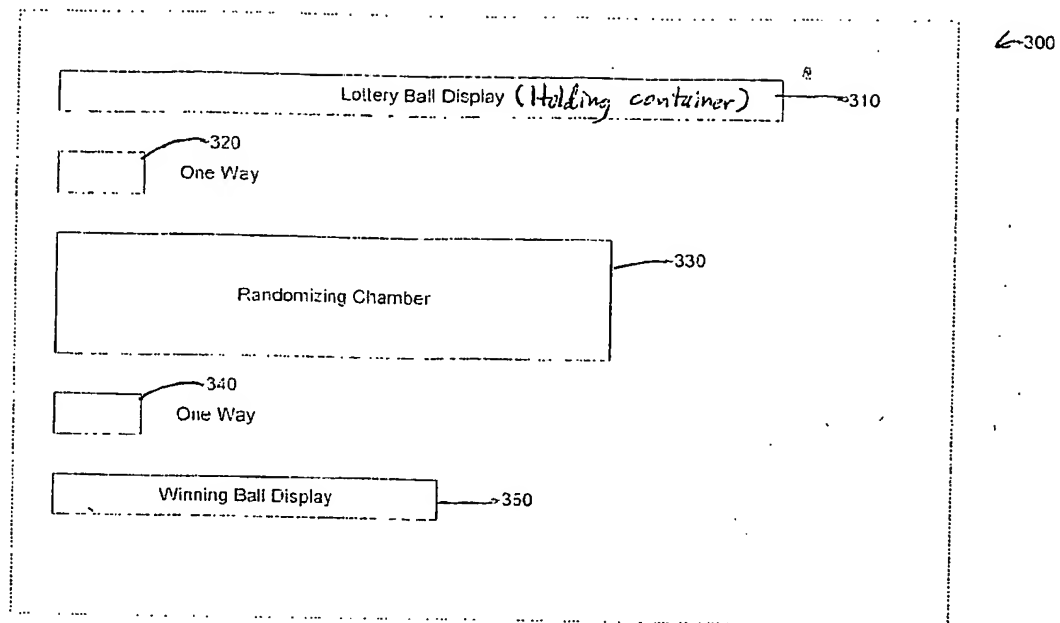 300
Lottery Ball Display (Holding container)
310
320
One Way
330
Randomizing Chamber
340
One Way
Winning Ball Display
350